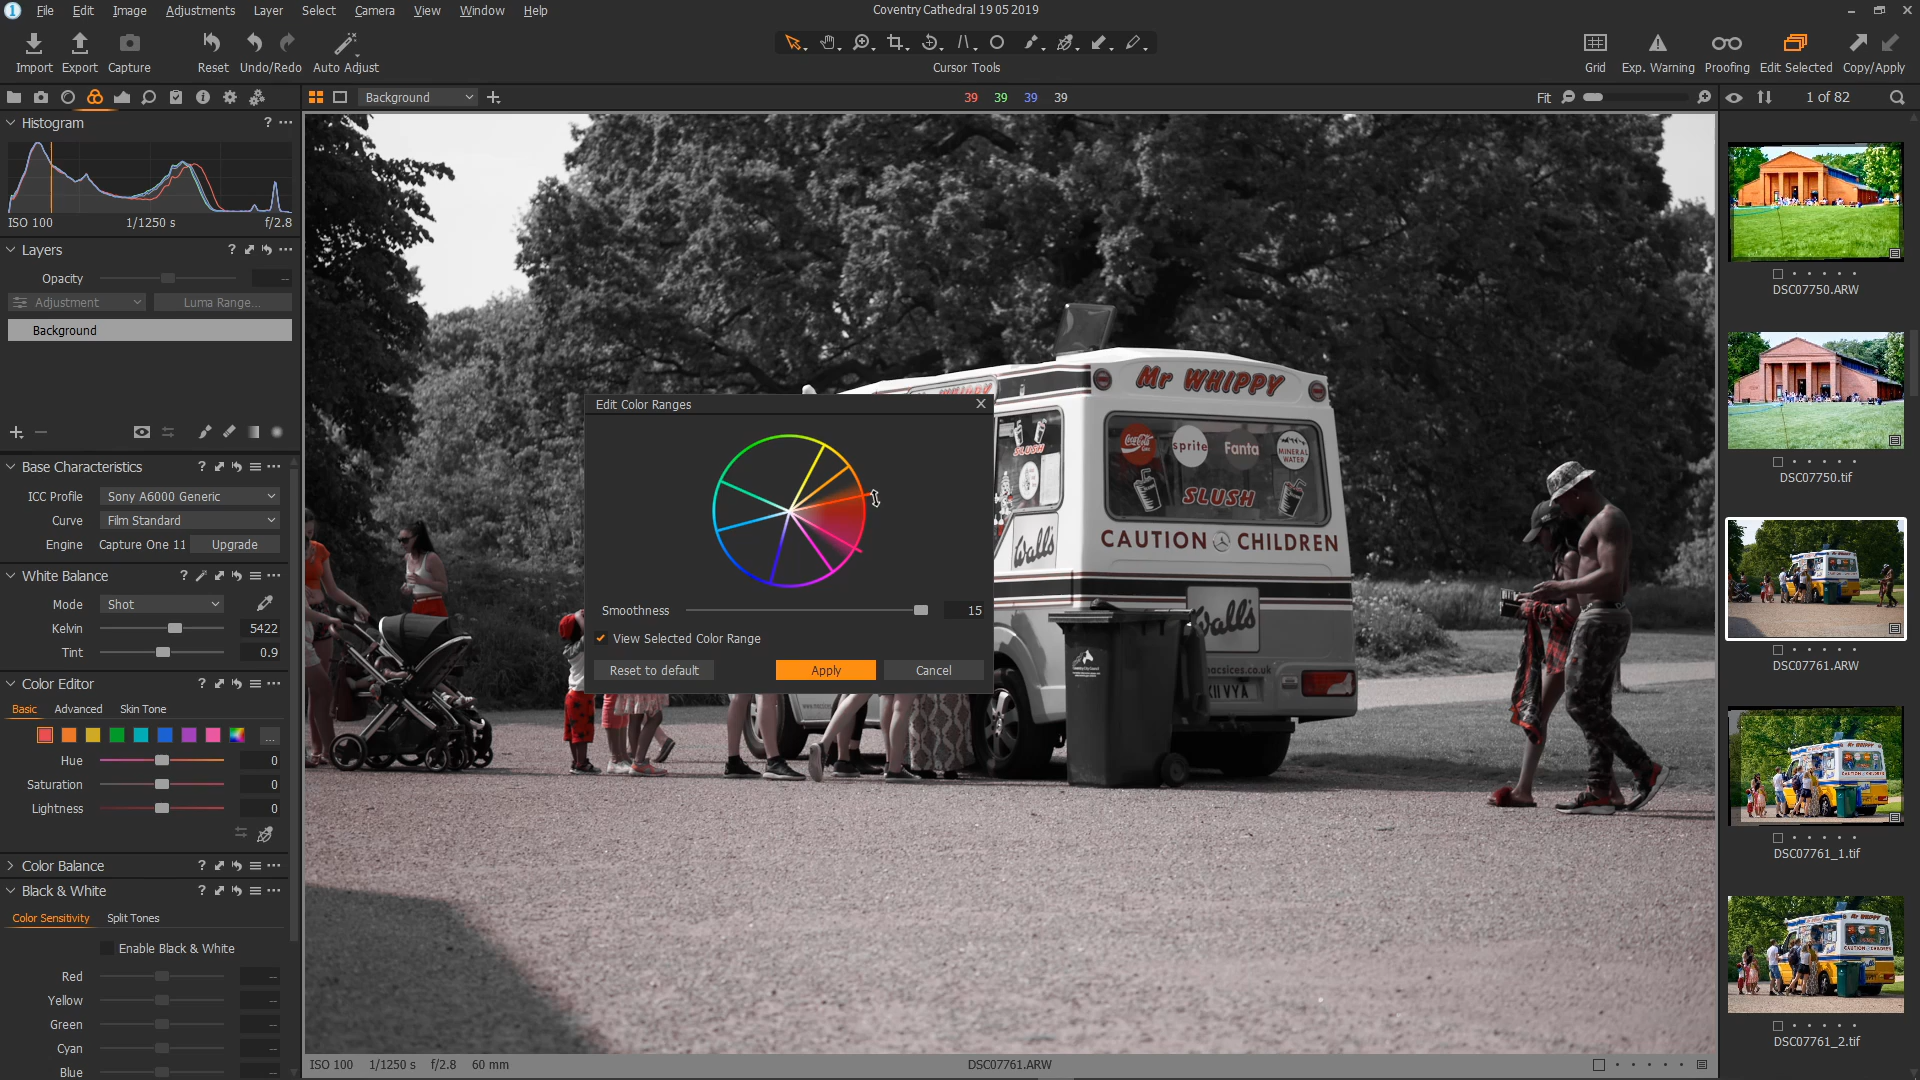 File Edit Image Adjustments Layer Select Camera View Window Help
Coventry Cathedral 19 05 2019
Import Export Capture Reset Undo/Redo Auto Adjust
Cursor Tools
Grid Exp. Warning Proofing Edit Selected Copy/Apply
Background
39 39 39 39
Fit
1 of 82
Histogram
ISO 100 1/1250 s f/2.8
Layers
Opacity --
Adjustment Luma Range...
Background
Base Characteristics
ICC Profile Sony A6000 Generic
Curve Film Standard
Engine Capture One 11 Upgrade
White Balance
Mode Shot
Kelvin 5422
Tint 0.9
Color Editor
Basic Advanced Skin Tone
...
Hue 0
Saturation 0
Lightness 0
Color Balance
Black & White
Color Sensitivity Split Tones
Enable Black & White
Red --
Yellow --
Green --
Cyan --
Blue --
Edit Color Ranges
Smoothness 15
View Selected Color Range
Reset to default Apply Cancel
Mr WHIPPY
Coca-Cola
sprite
Fanta
MINERAL WATER
SLUSH
SLUSH
CAUTION CHILDREN
Wall's
Wall's
ISO 100 1/1250 s f/2.8 60 mm
DSC07761.ARW
DSC07750.ARW
DSC07750.tif
DSC07761.ARW
DSC07761_1.tif
DSC07761_2.tif